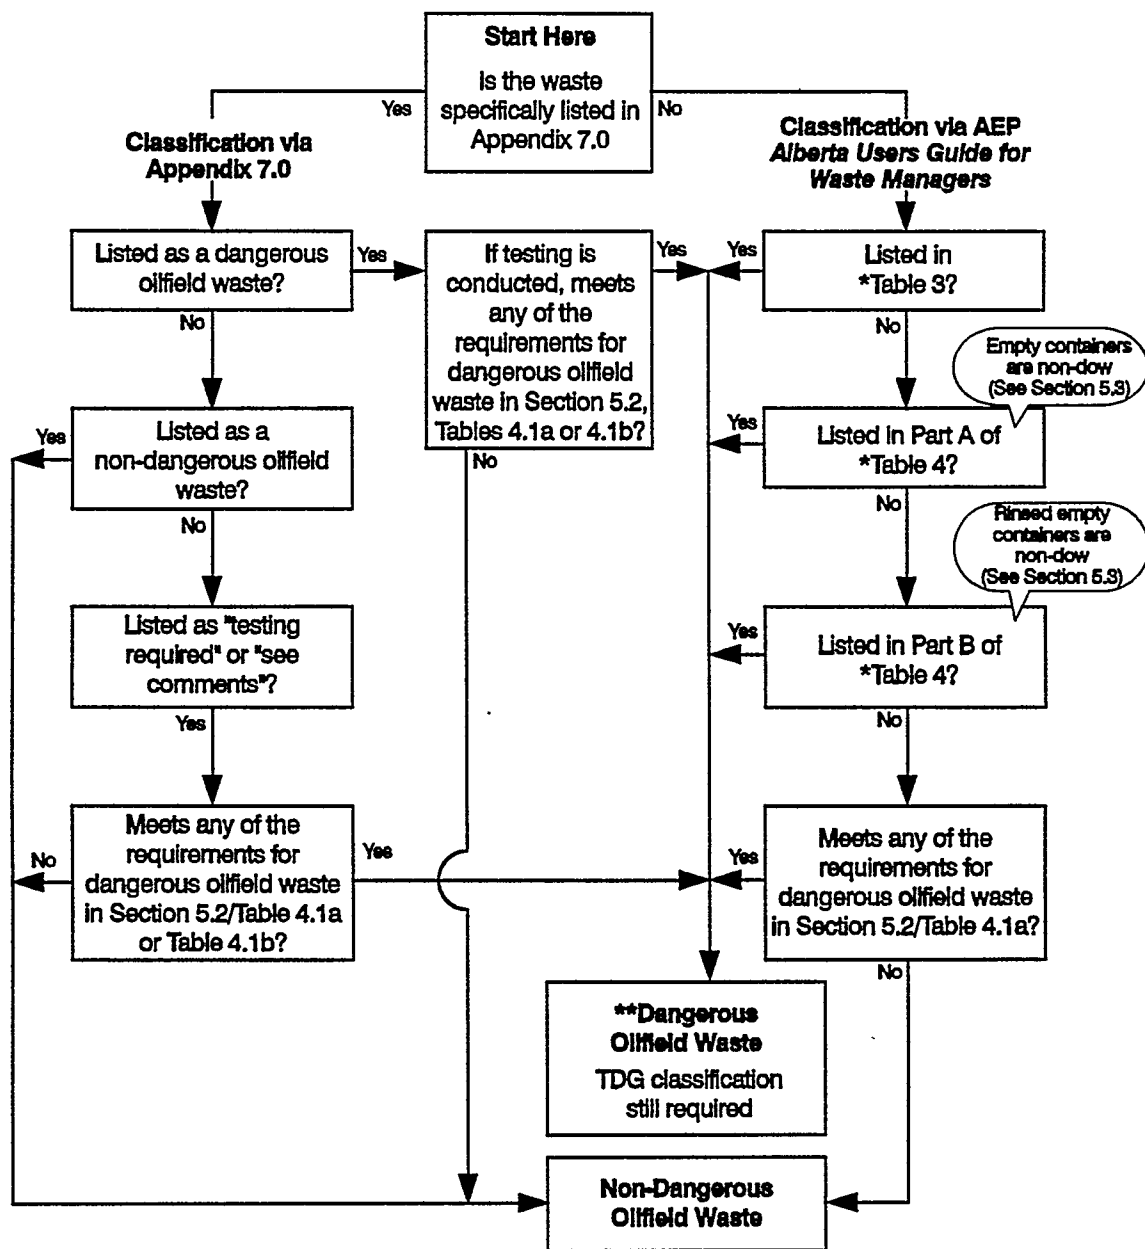 Start Here
Is the waste
specifically listed in
Appendix 7.0
Yes
No
Classification via
Appendix 7.0
Classification via AEP
Alberta Users Guide for
Waste Managers
Listed as a dangerous
oilfield waste?
Yes
No
If testing is
conducted, meets
any of the
requirements for
dangerous oilfield
waste in Section 5.2,
Tables 4.1a or 4.1b?
Yes
No
Yes
Listed in
*Table 3?
No
Empty containers
are non-dow
(See Section 5.3)
Yes
Listed as a
non-dangerous oilfield
waste?
No
Yes
Listed in Part A of
*Table 4?
No
Rinsed empty
containers are
non-dow
(See Section 5.3)
Listed as "testing
required" or "see
comments"?
Yes
Yes
Listed in Part B of
*Table 4?
No
No
Meets any of the
requirements for
dangerous oilfield waste
in Section 5.2/Table 4.1a
or Table 4.1b?
Yes
Yes
Meets any of the
requirements for
dangerous oilfield waste
in Section 5.2/Table 4.1a?
No
**Dangerous
Oilfield Waste
TDG classification
still required
Non-Dangerous
Oilfield Waste